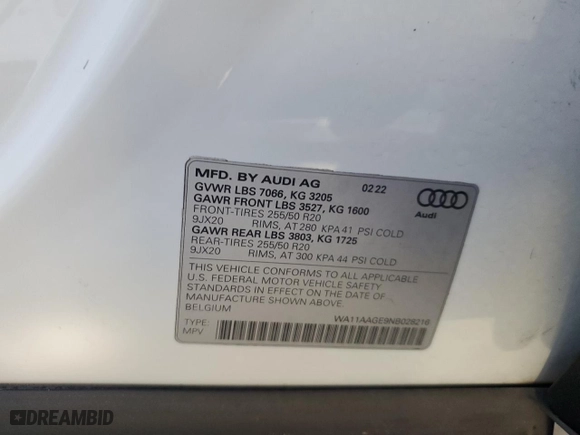 MFD. BY AUDI AG 02 22
GVWR LBS 7066, KG 3205
GAWR FRONT LBS 3527, KG 1600
FRONT-TIRES 255/50 R20
9JX20 RIMS, AT 280 KPA 41 PSI COLD
GAWR REAR LBS 3803, KG 1725
REAR-TIRES 255/50 R20
9JX20 RIMS, AT 300 KPA 44 PSI COLD
Audi
THIS VEHICLE CONFORMS TO ALL APPLICABLE
U.S. FEDERAL MOTOR VEHICLE SAFETY
STANDARDS IN EFFECT ON THE DATE OF
MANUFACTURE SHOWN ABOVE.
BELGIUM
TYPE: WA11AAGE9NB028216
MPV
DREAMBID